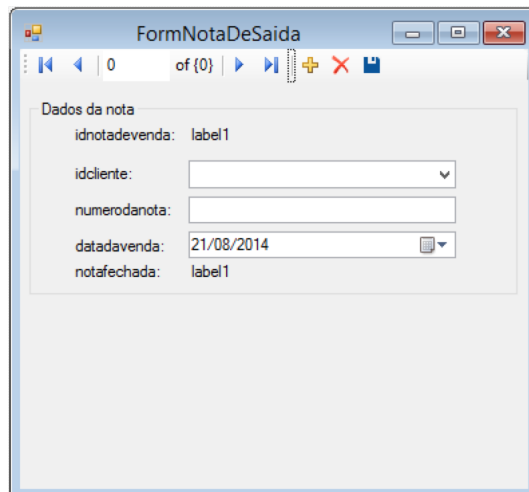 FormNotaDeSaida
0 of {0}
Dados da nota
idnotadevenda: label1
idcliente:
numerodanota:
datadavenda: 21/08/2014
notafechada: label1